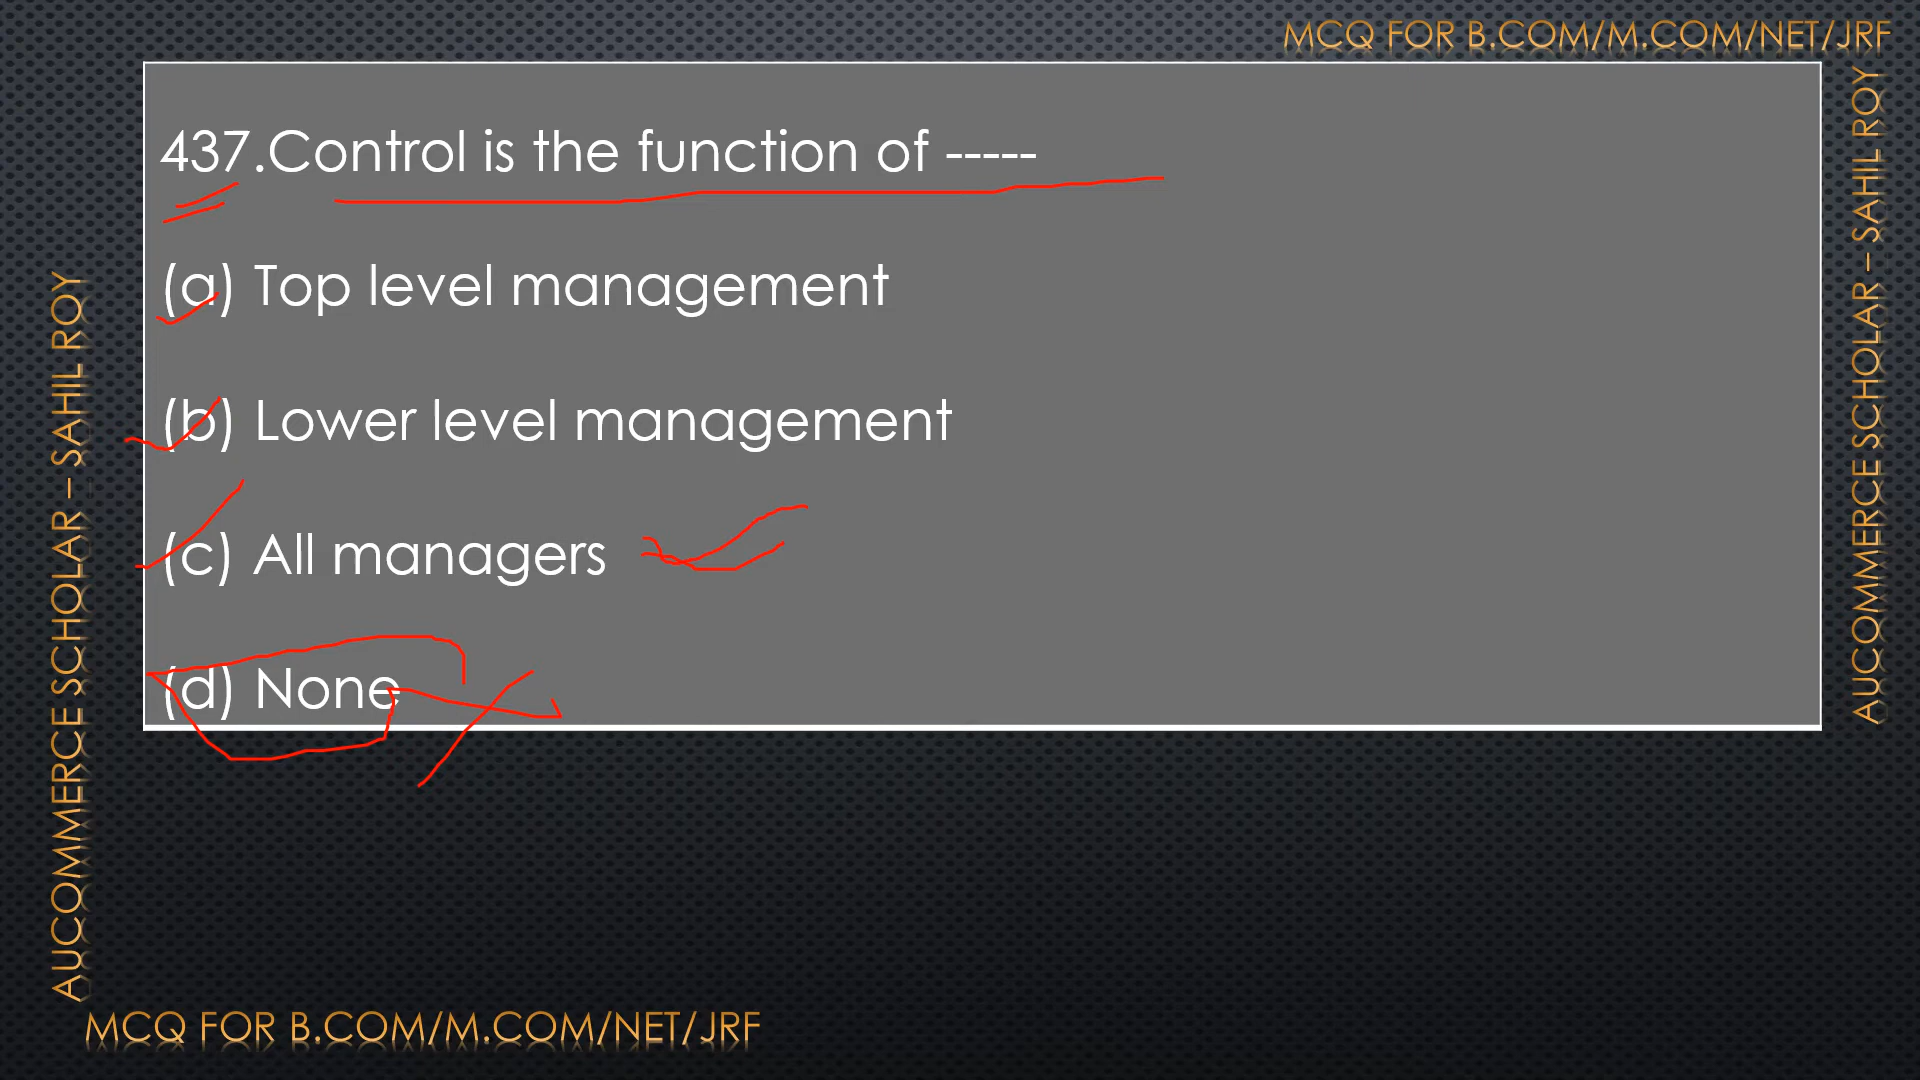 MCQ FOR B.COM/M.COM/NET/JRF
437.Control is the function of -----
(a) Top level management
(b) Lower level management
(c) All managers
(d) None
AUCOMMERCE SCHOLAR – SAHIL ROY
AUCOMMERCE SCHOLAR – SAHIL ROY
MCQ FOR B.COM/M.COM/NET/JRF